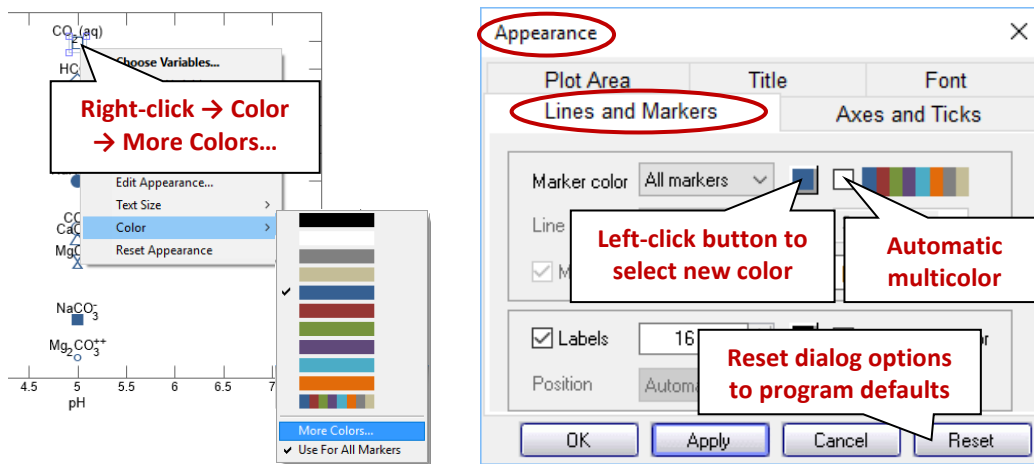 CO2(aq)
Choose Variables...
HC
Right-click → Color
→ More Colors...
Edit Appearance...
Text Size >
Color >
Reset Appearance
CaC
MgC
NaCO3-
Mg2CO3++
4.5 5 5.5 6 6.5 7
pH
More Colors...
✓ Use For All Markers
Appearance
Plot Area Title Font
Lines and Markers Axes and Ticks
Marker color All markers
Line
Left-click button to
select new color
Automatic
multicolor
M
Labels 16
Reset dialog options
to program defaults
Position Autom
OK Apply Cancel Reset